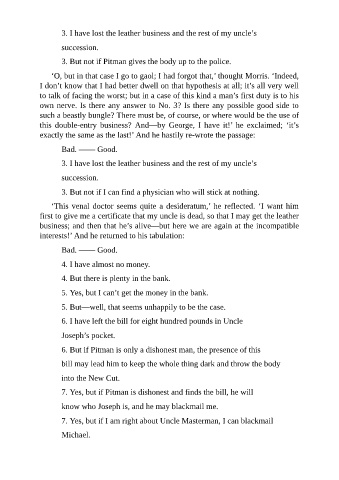 3. I have lost the leather business and the rest of my uncle’s
succession.
3. But not if Pitman gives the body up to the police.
‘O, but in that case I go to gaol; I had forgot that,’ thought Morris. ‘Indeed,
I don’t know that I had better dwell on that hypothesis at all; it’s all very well
to talk of facing the worst; but in a case of this kind a man’s first duty is to his
own nerve. Is there any answer to No. 3? Is there any possible good side to
such a beastly bungle? There must be, of course, or where would be the use of
this double-entry business? And—by George, I have it!’ he exclaimed; ‘it’s
exactly the same as the last!’ And he hastily re-wrote the passage:
Bad. —— Good.
3. I have lost the leather business and the rest of my uncle’s
succession.
3. But not if I can find a physician who will stick at nothing.
‘This venal doctor seems quite a desideratum,’ he reflected. ‘I want him
first to give me a certificate that my uncle is dead, so that I may get the leather
business; and then that he’s alive—but here we are again at the incompatible
interests!’ And he returned to his tabulation:
Bad. —— Good.
4. I have almost no money.
4. But there is plenty in the bank.
5. Yes, but I can’t get the money in the bank.
5. But—well, that seems unhappily to be the case.
6. I have left the bill for eight hundred pounds in Uncle
Joseph’s pocket.
6. But if Pitman is only a dishonest man, the presence of this
bill may lead him to keep the whole thing dark and throw the body
into the New Cut.
7. Yes, but if Pitman is dishonest and finds the bill, he will
know who Joseph is, and he may blackmail me.
7. Yes, but if I am right about Uncle Masterman, I can blackmail
Michael.